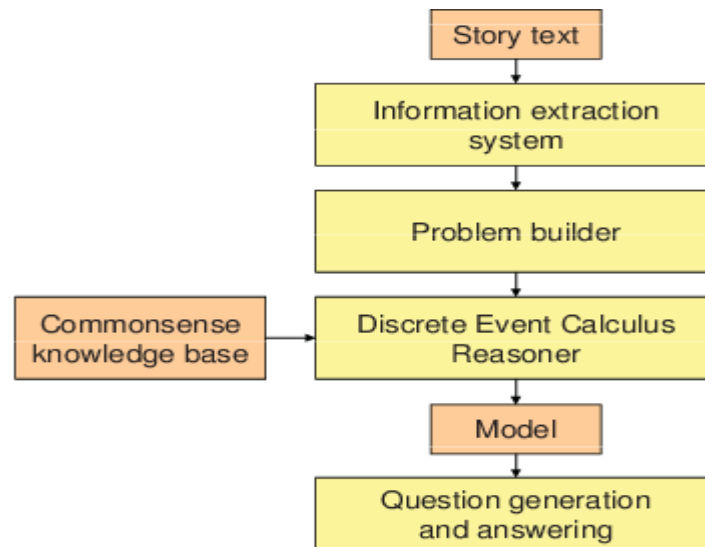 Story text
Information extraction
system
Problem builder
Commonsense
knowledge base
Discrete Event Calculus
Reasoner
Model
Question generation
and answering